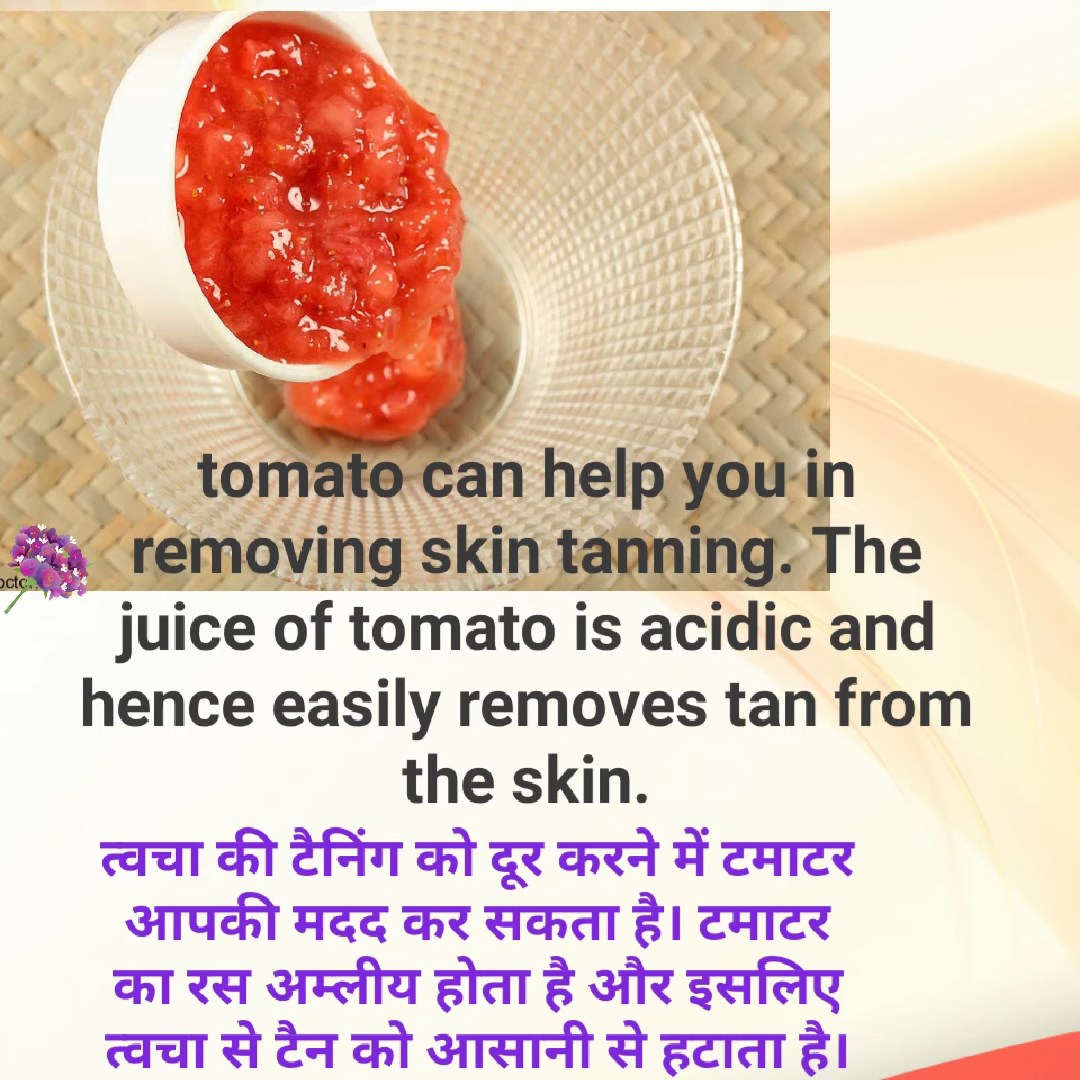 tomato can help you in
removing skin tanning. The
juice of tomato is acidic and
hence easily removes tan from
the skin.
त्वचा की टैनिंग को दूर करने में टमाटर
आपकी मदद कर सकता है। टमाटर
का रस अम्लीय होता है और इसलिए
त्वचा से टैन को आसानी से हटाता है।